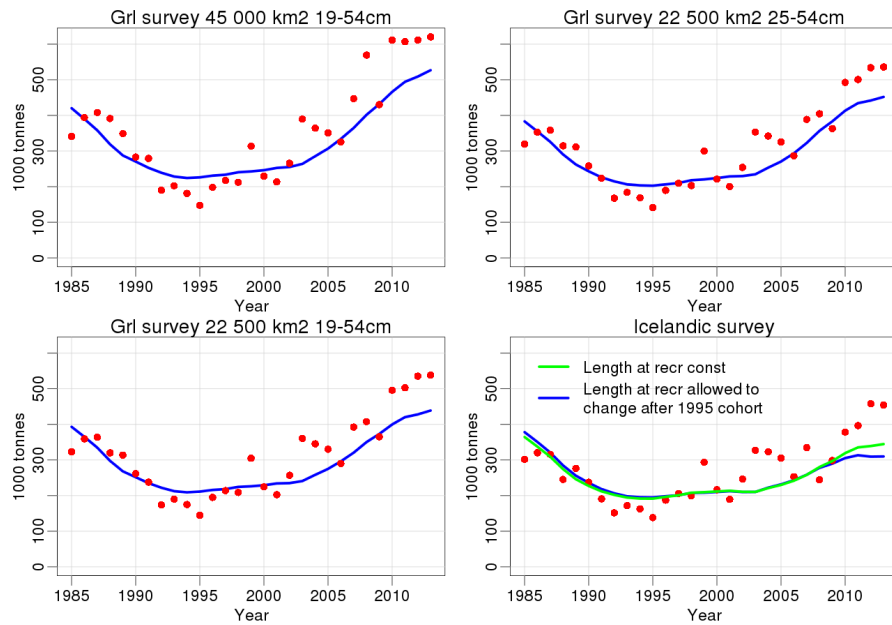 Grl survey 45 000 km2 19-54cm
1000 tonnes
500
300
100
0
1985 1990 1995 2000 2005 2010
Year
Grl survey 22 500 km2 25-54cm
1000 tonnes
500
300
100
0
1985 1990 1995 2000 2005 2010
Year
Grl survey 22 500 km2 19-54cm
1000 tonnes
500
300
100
0
1985 1990 1995 2000 2005 2010
Year
Icelandic survey
Length at recr const
Length at recr allowed to
change after 1995 cohort
1000 tonnes
500
300
100
0
1985 1990 1995 2000 2005 2010
Year